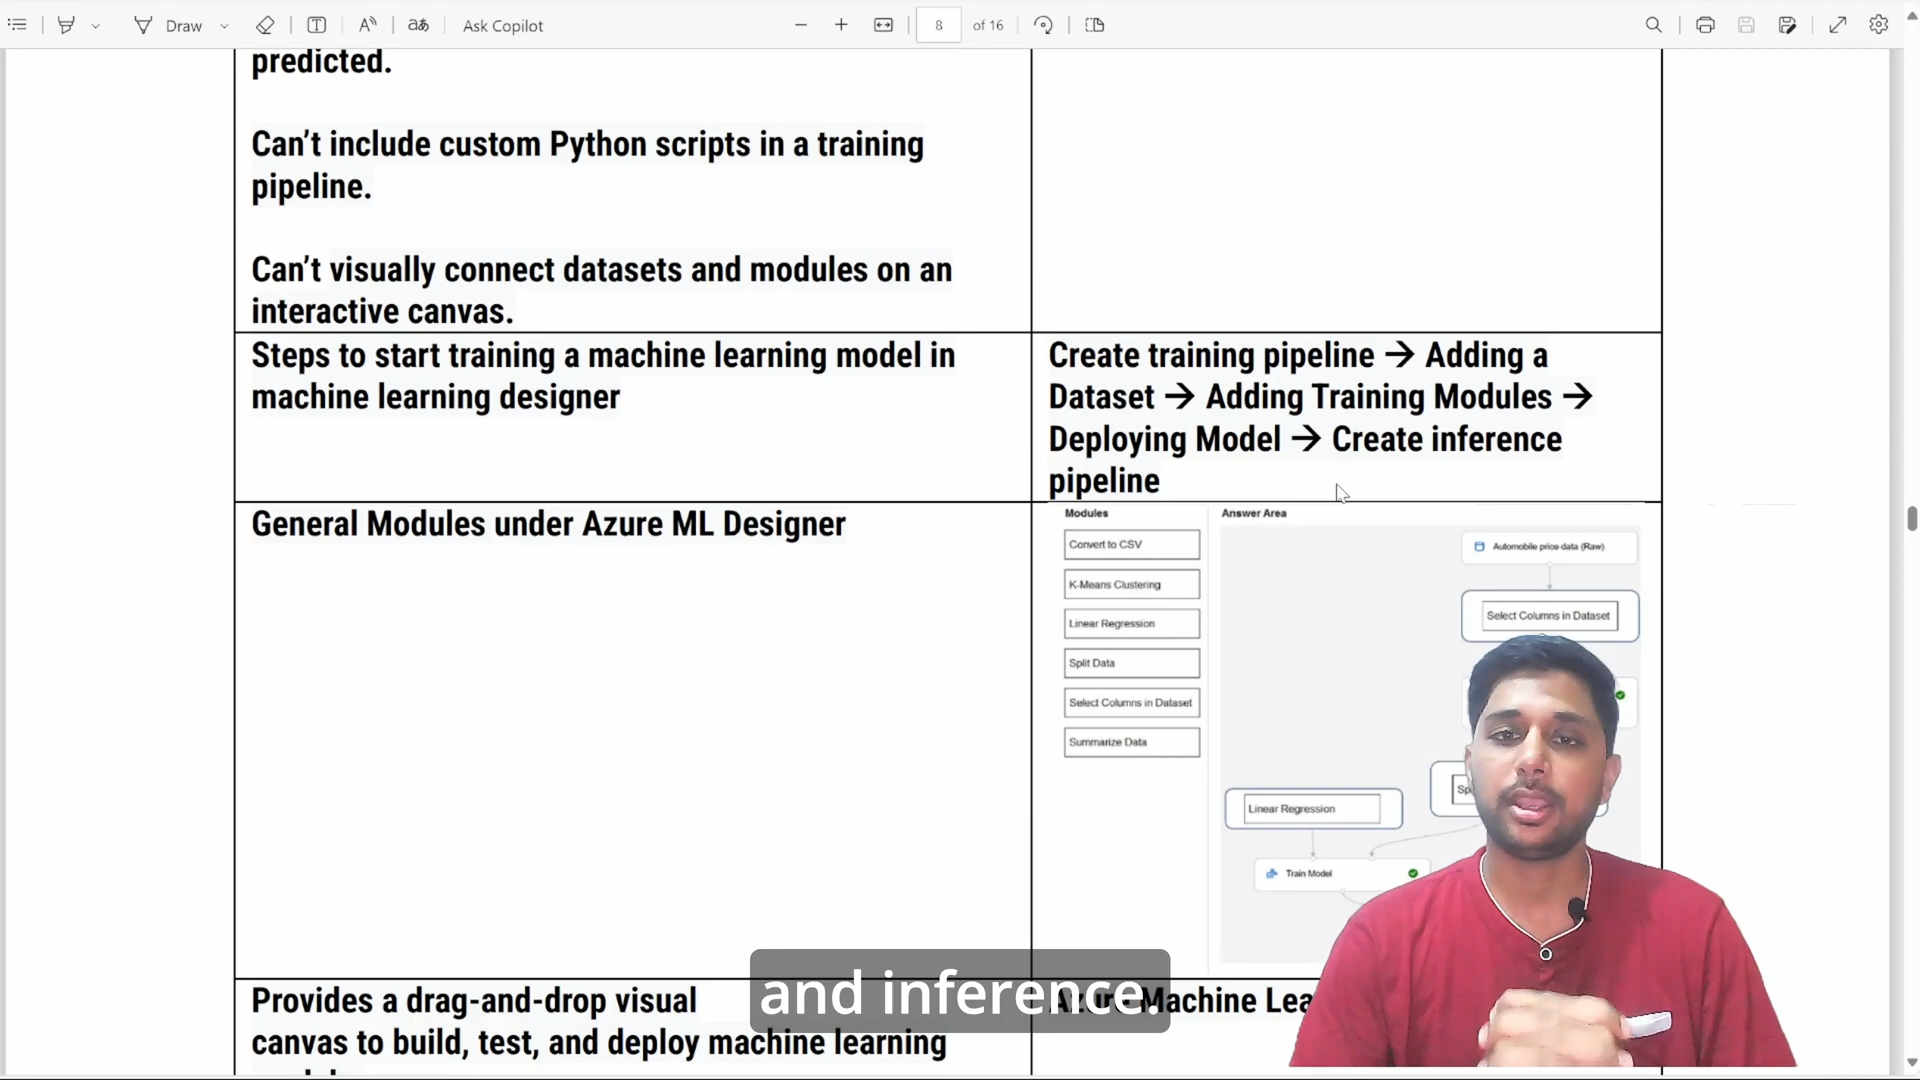 Draw
Ask Copilot
8 of 16
predicted.
Can't include custom Python scripts in a training
pipeline.
Can't visually connect datasets and modules on an
interactive canvas.
Steps to start training a machine learning model in
machine learning designer
Create training pipeline → Adding a
Dataset → Adding Training Modules →
Deploying Model → Create inference
pipeline
General Modules under Azure ML Designer
Modules
Convert to CSV
K-Means Clustering
Linear Regression
Split Data
Select Columns in Dataset
Summarize Data
Answer Area
Automobile price data (Raw)
Select Columns in Dataset
Linear Regression
Train Model
Provides a drag-and-drop visual
canvas to build, test, and deploy machine learning
Azure Machine
and inference.